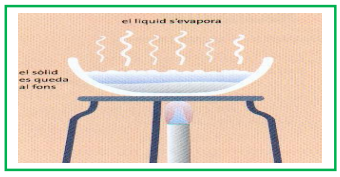 el líquid s'evapora
el sòlid
es queda
al fons